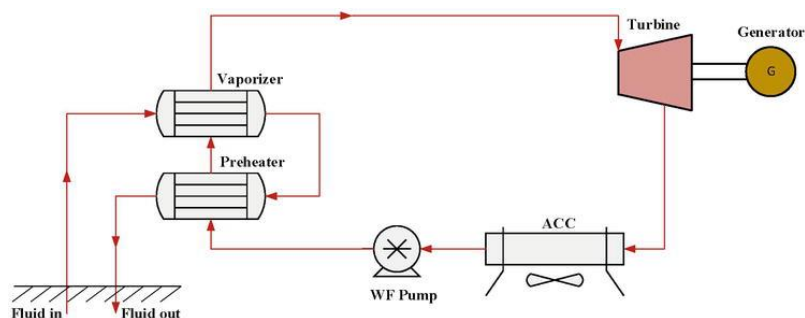 Turbine
Generator
G
Vaporizer
Preheater
ACC
WF Pump
Fluid in
Fluid out